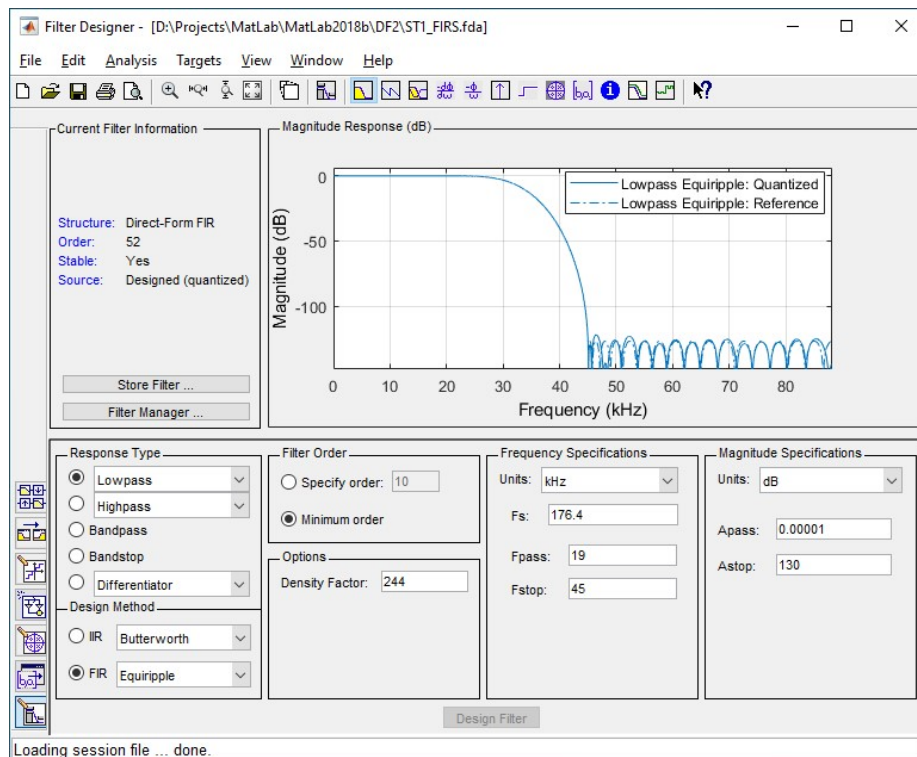 Filter Designer - [D:\Projects\MatLab\MatLab2018b\DF2\ST1_FIRS.fda]
File Edit Analysis Targets View Window Help
Current Filter Information
Structure: Direct-Form FIR
Order: 52
Stable: Yes
Source: Designed (quantized)
Store Filter ...
Filter Manager ...
Magnitude Response (dB)
Magnitude (dB)
0
-50
-100
Lowpass Equiripple: Quantized
Lowpass Equiripple: Reference
0 10 20 30 40 50 60 70 80
Frequency (kHz)
Response Type
Lowpass
Highpass
Bandpass
Bandstop
Differentiator
Design Method
IIR Butterworth
FIR Equiripple
Filter Order
Specify order: 10
Minimum order
Options
Density Factor: 244
Frequency Specifications
Units: kHz
Fs: 176.4
Fpass: 19
Fstop: 45
Magnitude Specifications
Units: dB
Apass: 0.00001
Astop: 130
Design Filter
Loading session file ... done.